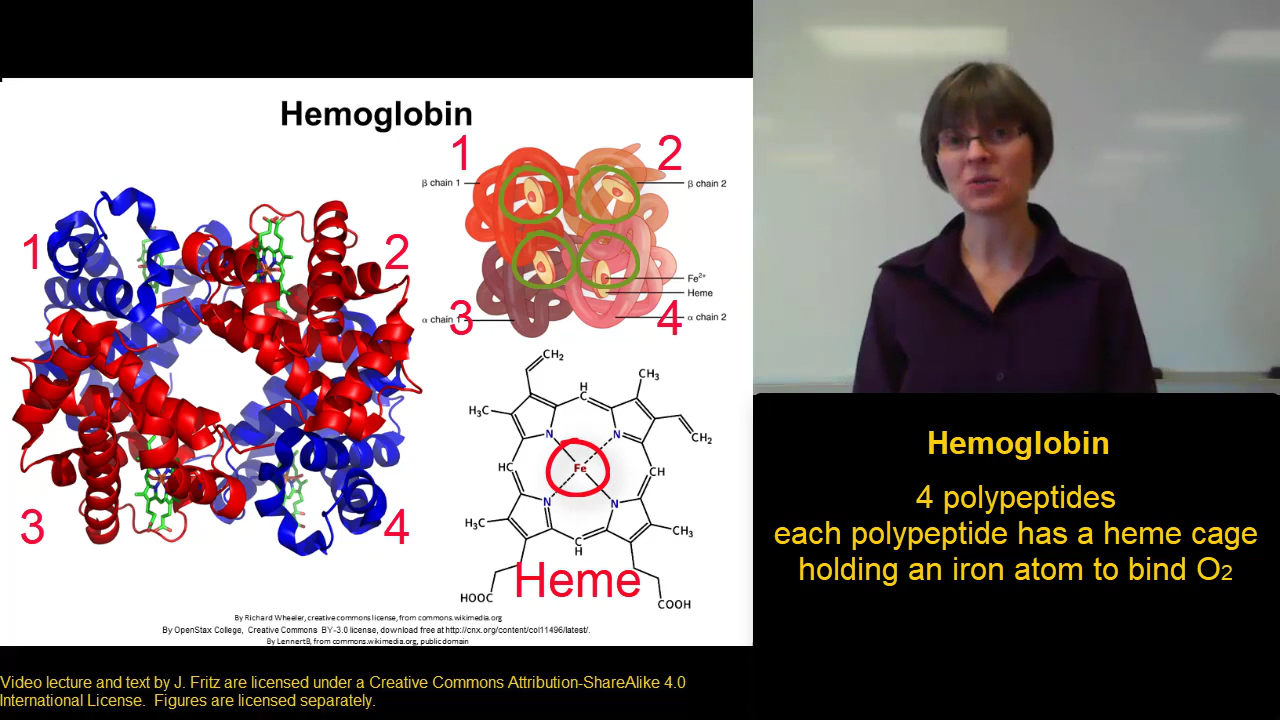 Hemoglobin
1
2
β chain 1
β chain 2
1
2
Fe2+
Heme
α chain 1
3
4
α chain 2
CH2
CH3
H
H3C
N
N
HC
Fe
CH
N
N
H3C
CH3
C
H
CH2
3
4
Heme
HOOC
COOH
By Richard Wheeler, creative commons license, from commons.wikimedia.org
By OpenStax College, Creative Commons BY-3.0 license, download free at http://cnx.org/content/col11496/latest/.
By LennertB, from commons.wikimedia.org, public domain
Hemoglobin
4 polypeptides
each polypeptide has a heme cage
holding an iron atom to bind O2
Video lecture and text by J. Fritz are licensed under a Creative Commons Attribution-ShareAlike 4.0
International License. Figures are licensed separately.